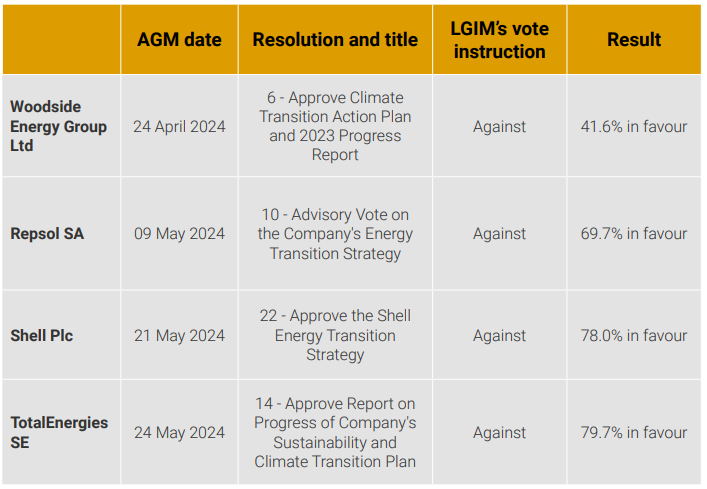 AGM date
Resolution and title
LGIM's vote
instruction
Result
Woodside
Energy Group
Ltd
24 April 2024
6 - Approve Climate
Transition Action Plan
and 2023 Progress
Report
Against
41.6% in favour
Repsol SA
09 May 2024
10 - Advisory Vote on
the Company's Energy
Transition Strategy
Against
69.7% in favour
Shell Plc
21 May 2024
22 - Approve the Shell
Energy Transition
Strategy
Against
78.0% in favour
TotalEnergies
SE
24 May 2024
14 - Approve Report on
Progress of Company's
Sustainability and
Climate Transition Plan
Against
79.7% in favour